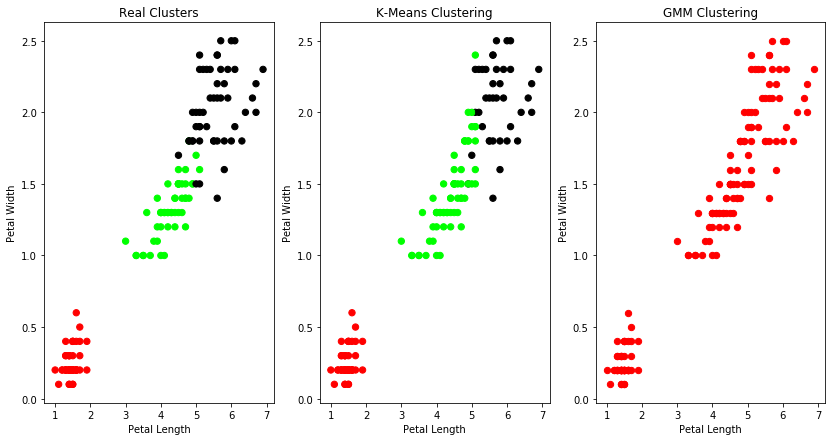 Real Clusters
K-Means Clustering
GMM Clustering
Petal Width
2.5
2.0
1.5
1.0
0.5
0.0
1 2 3 4 5 6 7
Petal Length
Petal Width
2.5
2.0
1.5
1.0
0.5
0.0
1 2 3 4 5 6 7
Petal Length
Petal Width
2.5
2.0
1.5
1.0
0.5
0.0
1 2 3 4 5 6 7
Petal Length